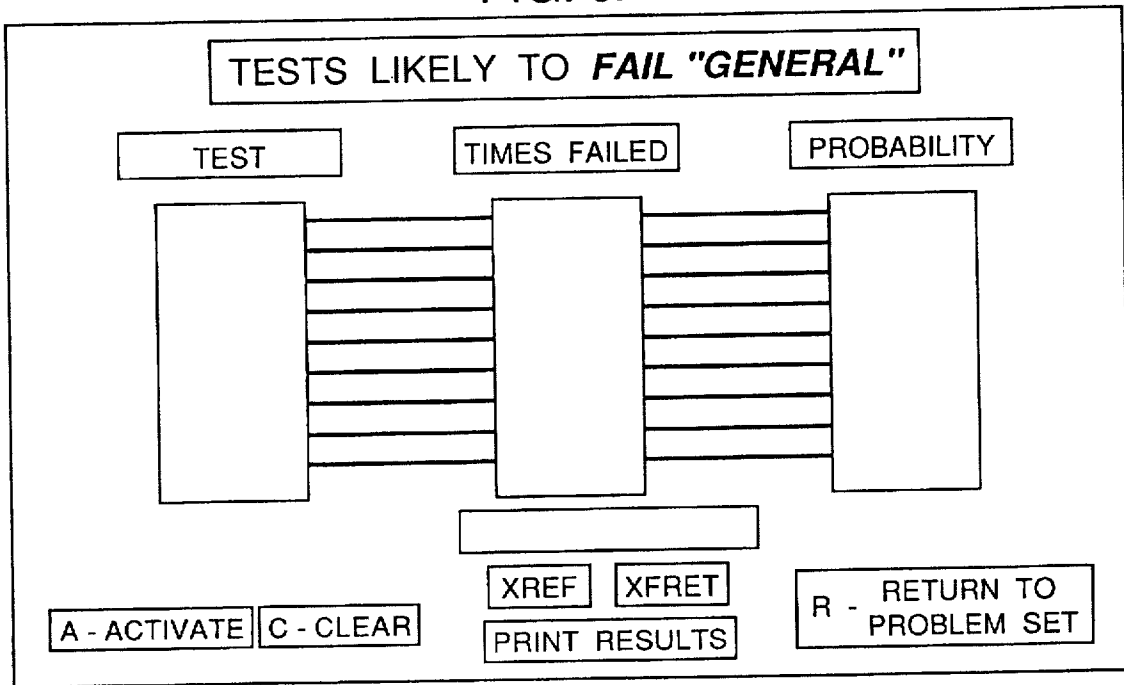 TESTS LIKELY TO FAIL "GENERAL"
TEST
TIMES FAILED
PROBABILITY
XREF
XFRET
A - ACTIVATE
C - CLEAR
PRINT RESULTS
R - RETURN TO
PROBLEM SET